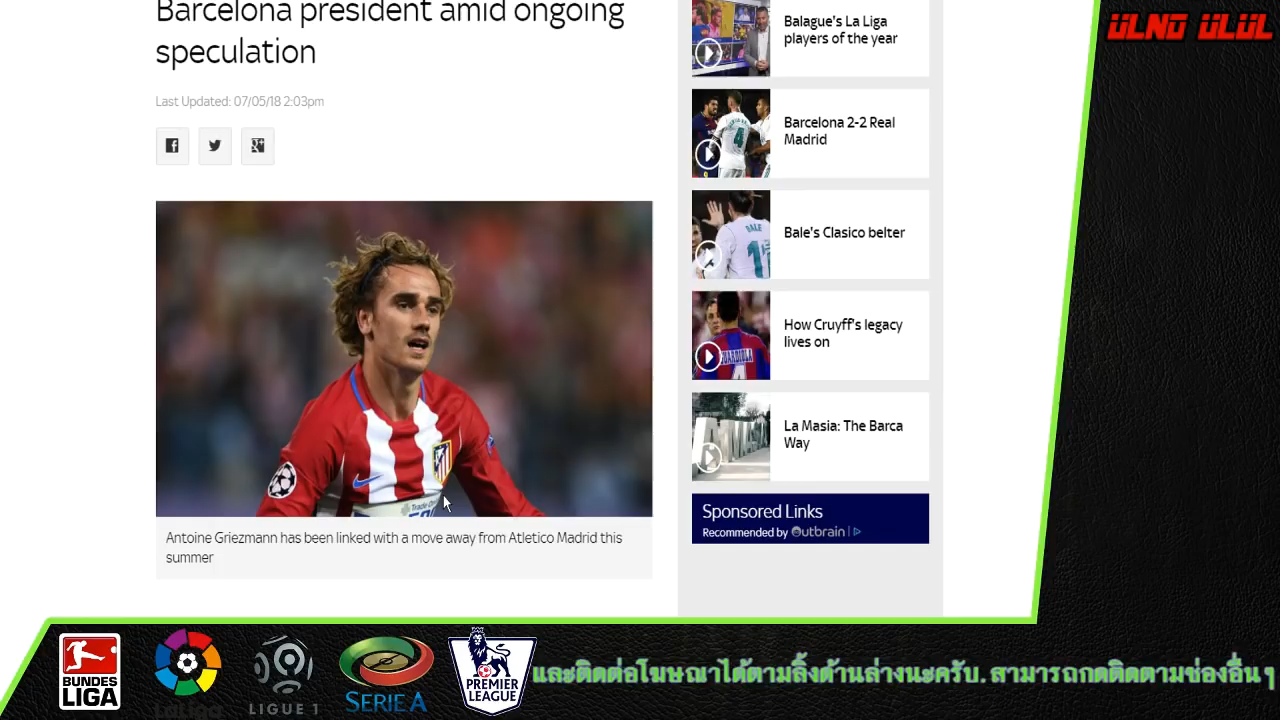 Barcelona president amid ongoing
speculation
Last Updated: 07/05/18 2:03pm
Antoine Griezmann has been linked with a move away from Atletico Madrid this
summer
Balague's La Liga
players of the year
Barcelona 2-2 Real
Madrid
Bale's Clasico belter
How Cruyff's legacy
lives on
La Masia: The Barca
Way
Sponsored Links
Recommended by Outbrain
BALE
4
BUNDES
LIGA
LaLiga
LIGUE 1
SERIE A
PREMIER
LEAGUE
และติดต่อโฆษณาได้ตามลิ้งด้านล่างนะครับ. สามารถกดติดตามช่องอื่น ๆ